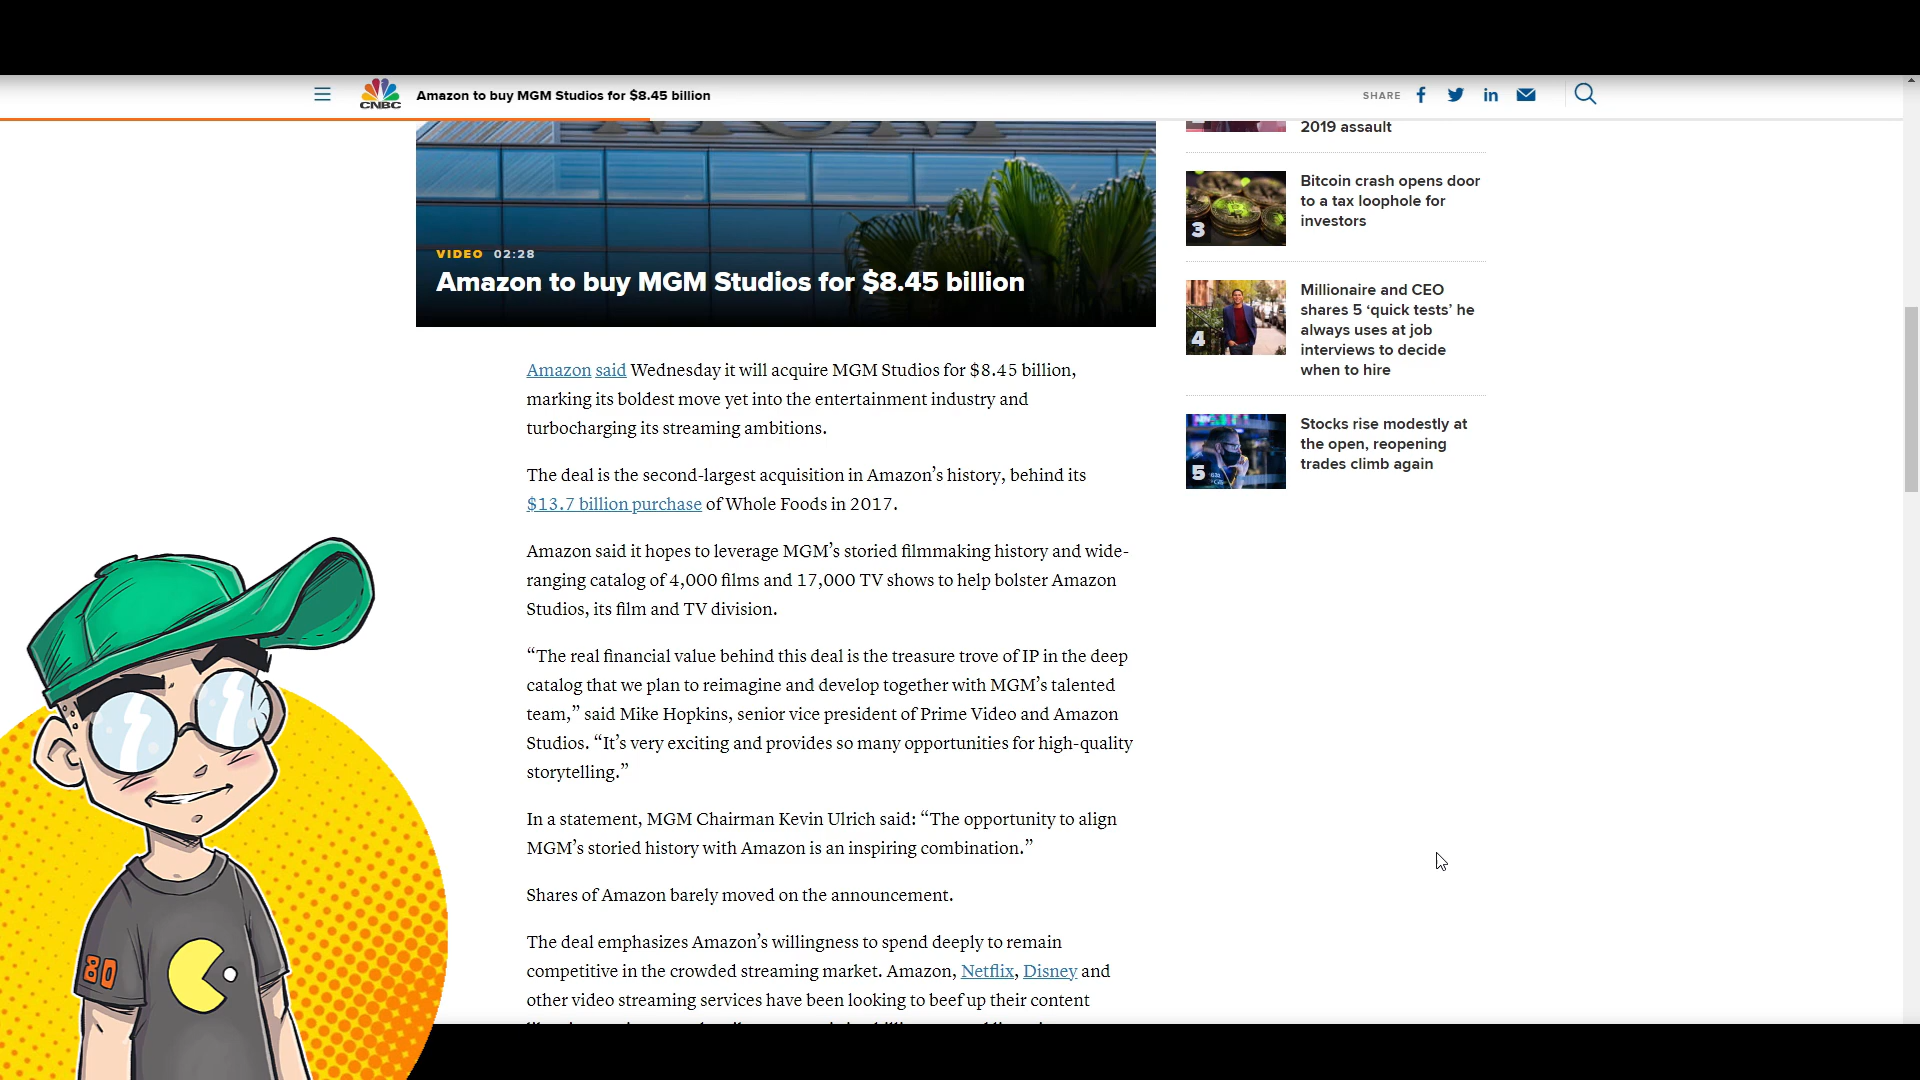 CNBC
Amazon to buy MGM Studios for $8.45 billion
SHARE
VIDEO 02:28
Amazon to buy MGM Studios for $8.45 billion
Amazon said Wednesday it will acquire MGM Studios for $8.45 billion,
marking its boldest move yet into the entertainment industry and
turbocharging its streaming ambitions.
The deal is the second-largest acquisition in Amazon’s history, behind its
$13.7 billion purchase of Whole Foods in 2017.
Amazon said it hopes to leverage MGM’s storied filmmaking history and wide-
ranging catalog of 4,000 films and 17,000 TV shows to help bolster Amazon
Studios, its film and TV division.
“The real financial value behind this deal is the treasure trove of IP in the deep
catalog that we plan to reimagine and develop together with MGM’s talented
team,” said Mike Hopkins, senior vice president of Prime Video and Amazon
Studios. “It’s very exciting and provides so many opportunities for high-quality
storytelling.”
In a statement, MGM Chairman Kevin Ulrich said: “The opportunity to align
MGM’s storied history with Amazon is an inspiring combination.”
Shares of Amazon barely moved on the announcement.
The deal emphasizes Amazon’s willingness to spend deeply to remain
competitive in the crowded streaming market. Amazon, Netflix, Disney and
other video streaming services have been looking to beef up their content
2019 assault
3
Bitcoin crash opens door
to a tax loophole for
investors
4
Millionaire and CEO
shares 5 ‘quick tests’ he
always uses at job
interviews to decide
when to hire
5
Stocks rise modestly at
the open, reopening
trades climb again
80